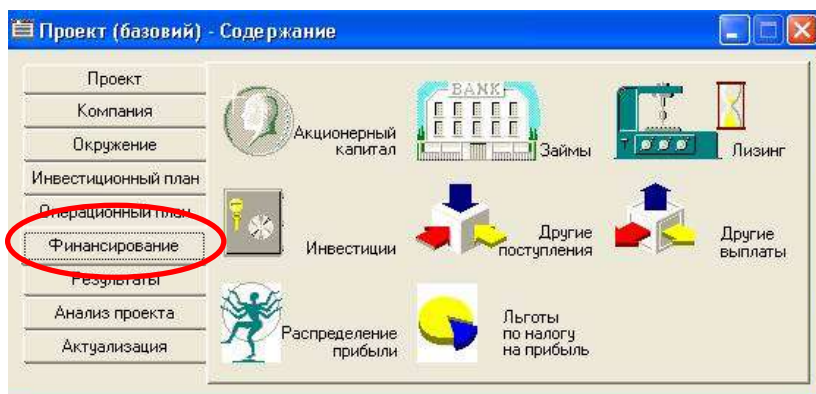 Проект (базовий) - Содержание
Проект
Компания
Окружение
Инвестиционный план
Операционный план
Финансирование
Результаты
Анализ проекта
Актуализация
Акционерный
капитал
BANK
Займы
Лизинг
Инвестиции
Другие
поступления
Другие
выплаты
Распределение
прибыли
Льготы
по налогу
на прибыль